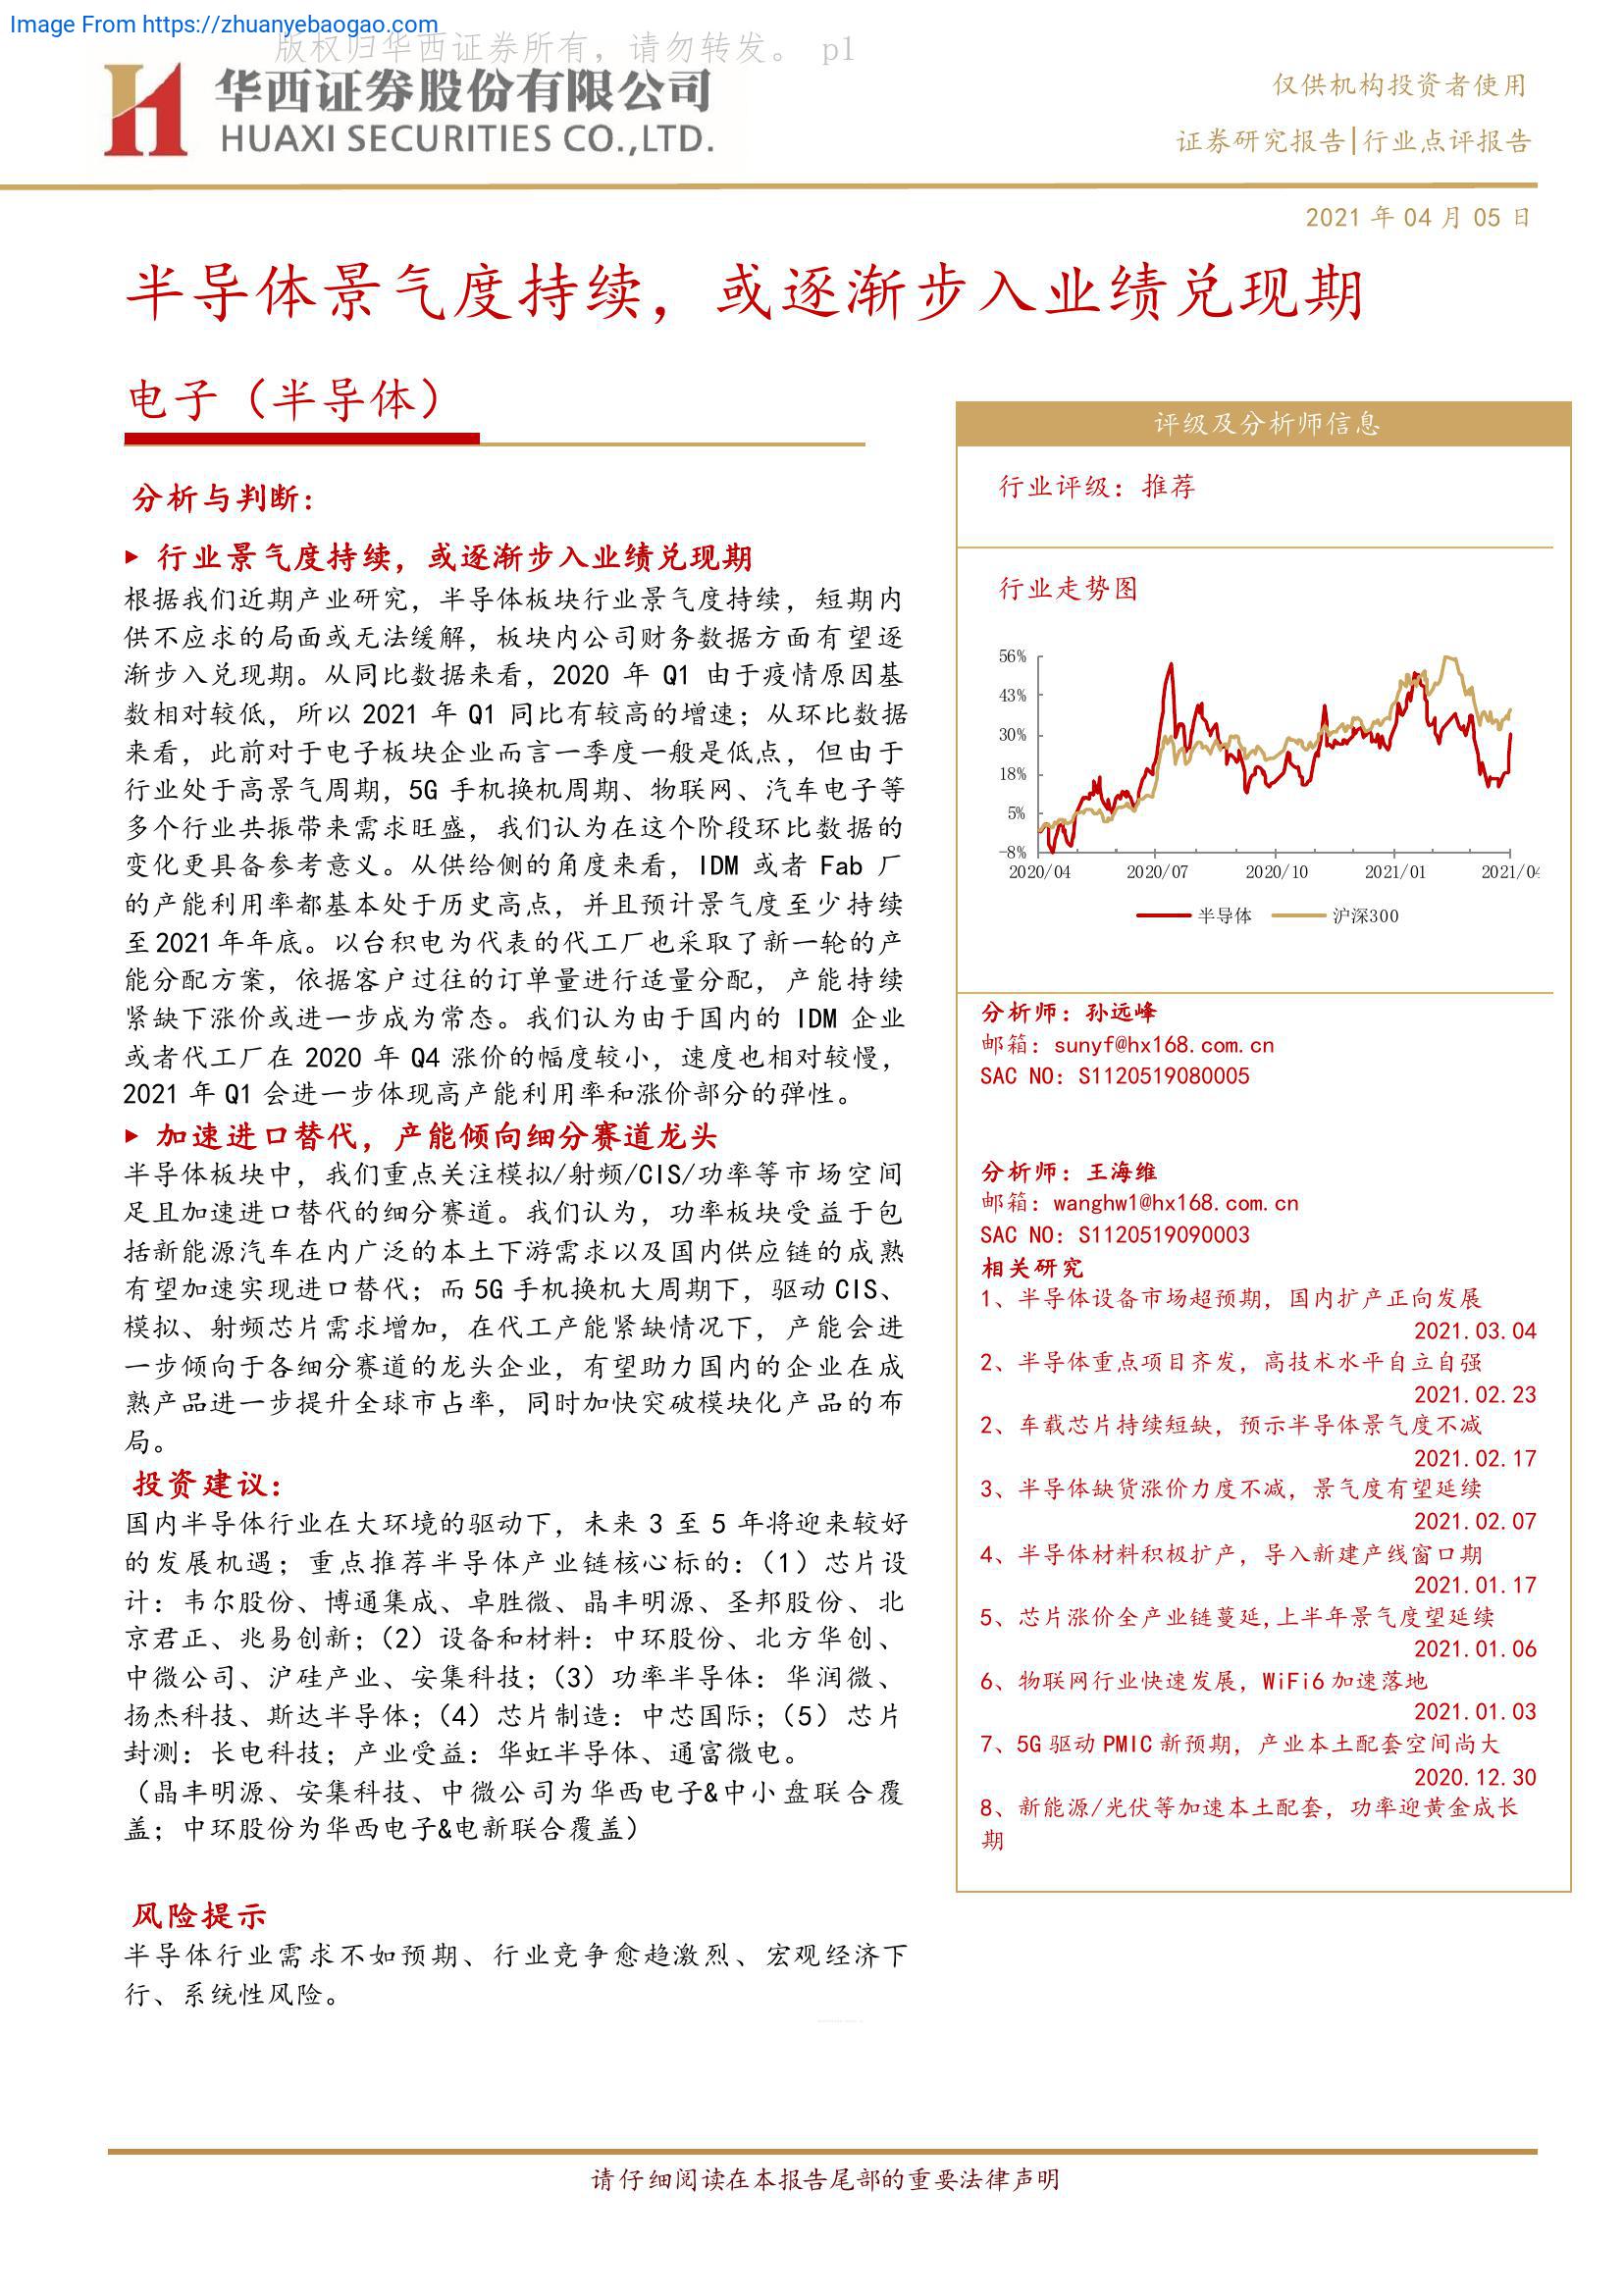 Image From https://zhuanyebaogao.com
版权归华西证券所有，请勿转发。 p1
华西证券股份有限公司
HUAXI SECURITIES CO.,LTD.
仅供机构投资者使用
证券研究报告|行业点评报告
2021 年 04 月 05 日
半导体景气度持续，或逐渐步入业绩兑现期
电子（半导体）
分析与判断：
▶ 行业景气度持续，或逐渐步入业绩兑现期
根据我们近期产业研究，半导体板块行业景气度持续，短期内
供不应求的局面或无法缓解，板块内公司财务数据方面有望逐
渐步入兑现期。从同比数据来看，2020 年 Q1 由于疫情原因基
数相对较低，所以 2021 年 Q1 同比有较高的增速；从环比数据
来看，此前对于电子板块企业而言一季度一般是低点，但由于
行业处于高景气周期，5G 手机换机周期、物联网、汽车电子等
多个行业共振带来需求旺盛，我们认为在这个阶段环比数据的
变化更具备参考意义。从供给侧的角度来看，IDM 或者 Fab 厂
的产能利用率都基本处于历史高点，并且预计景气度至少持续
至2021年年底。以台积电为代表的代工厂也采取了新一轮的产
能分配方案，依据客户过往的订单量进行适量分配，产能持续
紧缺下涨价或进一步成为常态。我们认为由于国内的 IDM 企业
或者代工厂在 2020 年 Q4 涨价的幅度较小，速度也相对较慢，
2021 年 Q1 会进一步体现高产能利用率和涨价部分的弹性。
▶ 加速进口替代，产能倾向细分赛道龙头
半导体板块中，我们重点关注模拟/射频/CIS/功率等市场空间
足且加速进口替代的细分赛道。我们认为，功率板块受益于包
括新能源汽车在内广泛的本土下游需求以及国内供应链的成熟
有望加速实现进口替代；而 5G 手机换机大周期下，驱动 CIS、
模拟、射频芯片需求增加，在代工产能紧缺情况下，产能会进
一步倾向于各细分赛道的龙头企业，有望助力国内的企业在成
熟产品进一步提升全球市占率，同时加快突破模块化产品的布
局。
投资建议：
国内半导体行业在大环境的驱动下，未来 3 至 5 年将迎来较好
的发展机遇；重点推荐半导体产业链核心标的：（1）芯片设
计：韦尔股份、博通集成、卓胜微、晶丰明源、圣邦股份、北
京君正、兆易创新；（2）设备和材料：中环股份、北方华创、
中微公司、沪硅产业、安集科技；（3）功率半导体：华润微、
扬杰科技、斯达半导体；（4）芯片制造：中芯国际；（5）芯片
封测：长电科技；产业受益：华虹半导体、通富微电。
（晶丰明源、安集科技、中微公司为华西电子&中小盘联合覆
盖；中环股份为华西电子&电新联合覆盖）
风险提示
半导体行业需求不如预期、行业竞争愈趋激烈、宏观经济下
行、系统性风险。
评级及分析师信息
行业评级：推荐
行业走势图
56%
43%
30%
18%
5%
-8%
2020/04 2020/07 2020/10 2021/01 2021/04
半导体 沪深300
分析师：孙远峰
邮箱：sunyf@hx168.com.cn
SAC NO：S1120519080005
分析师：王海维
邮箱：wanghw1@hx168.com.cn
SAC NO：S1120519090003
相关研究
1、半导体设备市场超预期，国内扩产正向发展
2021.03.04
2、半导体重点项目齐发，高技术水平自立自强
2021.02.23
2、车载芯片持续短缺，预示半导体景气度不减
2021.02.17
3、半导体缺货涨价力度不减，景气度有望延续
2021.02.07
4、半导体材料积极扩产，导入新建产线窗口期
2021.01.17
5、芯片涨价全产业链蔓延,上半年景气度望延续
2021.01.06
6、物联网行业快速发展，WiFi6加速落地
2021.01.03
7、5G 驱动 PMIC 新预期，产业本土配套空间尚大
2020.12.30
8、新能源/光伏等加速本土配套，功率迎黄金成长
期
请仔细阅读在本报告尾部的重要法律声明